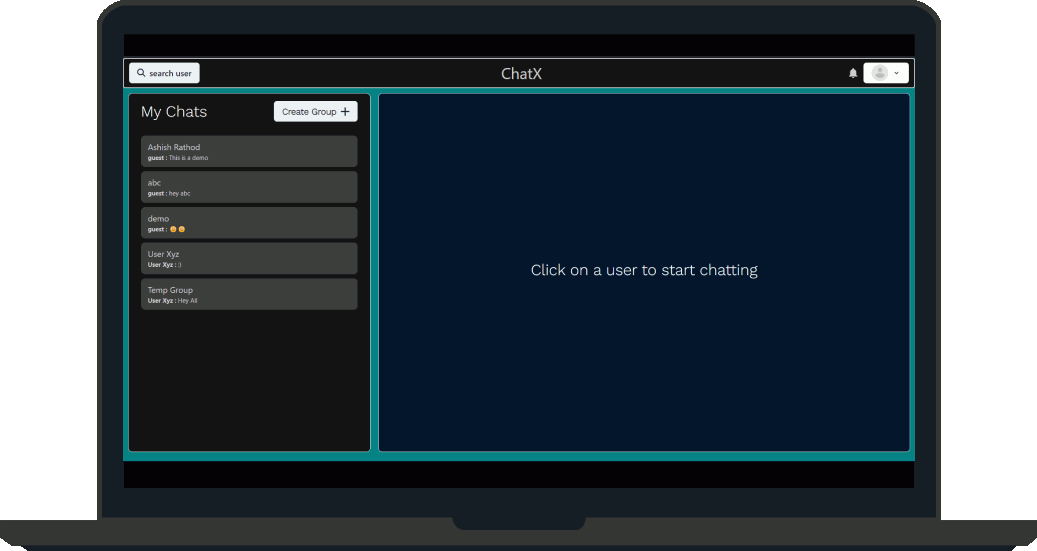 search user
ChatX
My Chats
Create Group +
Ashish Rathod
guest : This is a demo
abc
guest : hey abc
demo
guest : 😐 😐
User Xyz
User Xyz : :)
Temp Group
User Xyz : Hey All
Click on a user to start chatting